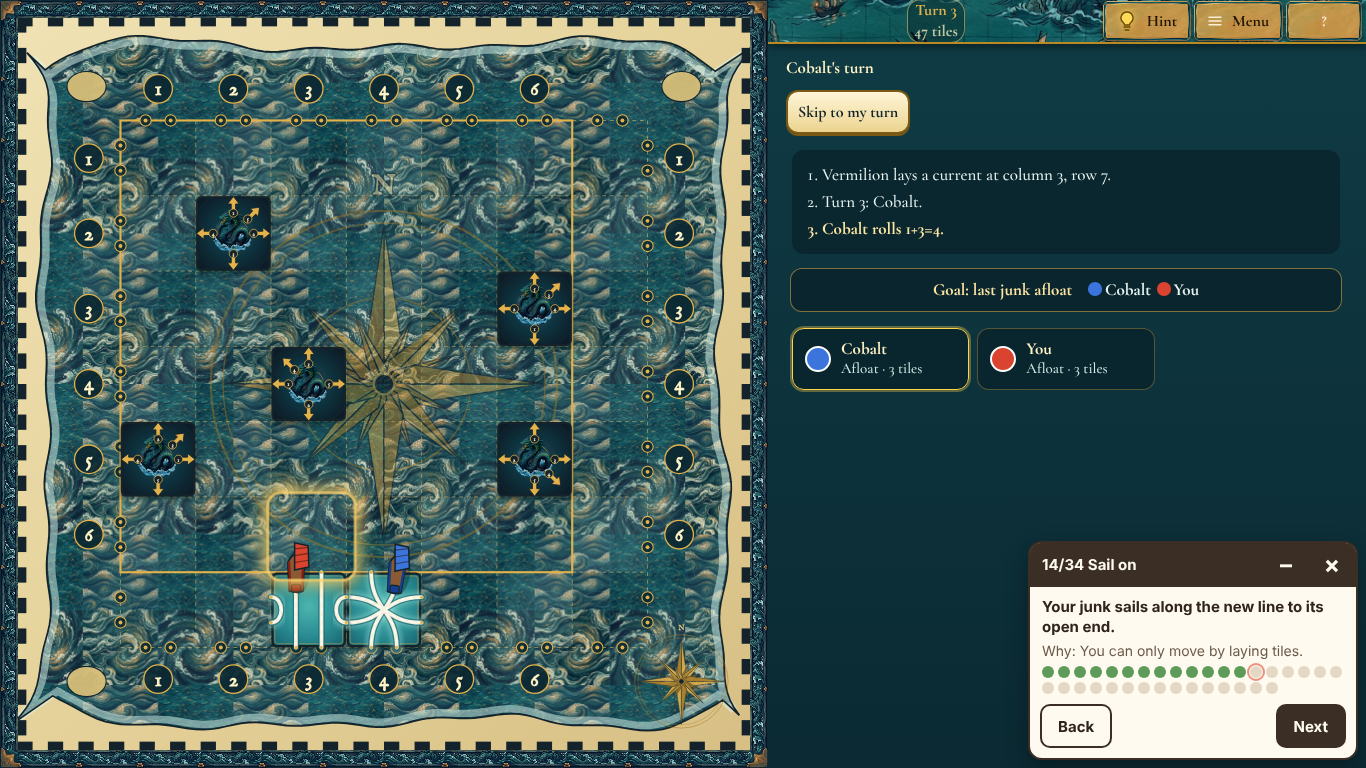 Turn 3
47 tiles
Hint
Menu
?
Cobalt's turn
Skip to my turn
1. Vermilion lays a current at column 3, row 7.
2. Turn 3: Cobalt.
3. Cobalt rolls 1+3=4.
Goal: last junk afloat
Cobalt
You
Cobalt
Afloat · 3 tiles
You
Afloat · 3 tiles
1 2 3 4 5 6
N
1 1
2 2
3 3
4 4
5 5
6 6
N
1 2 3 4 5 6
14/34 Sail on
Your junk sails along the new line to its
open end.
Why: You can only move by laying tiles.
Back
Next